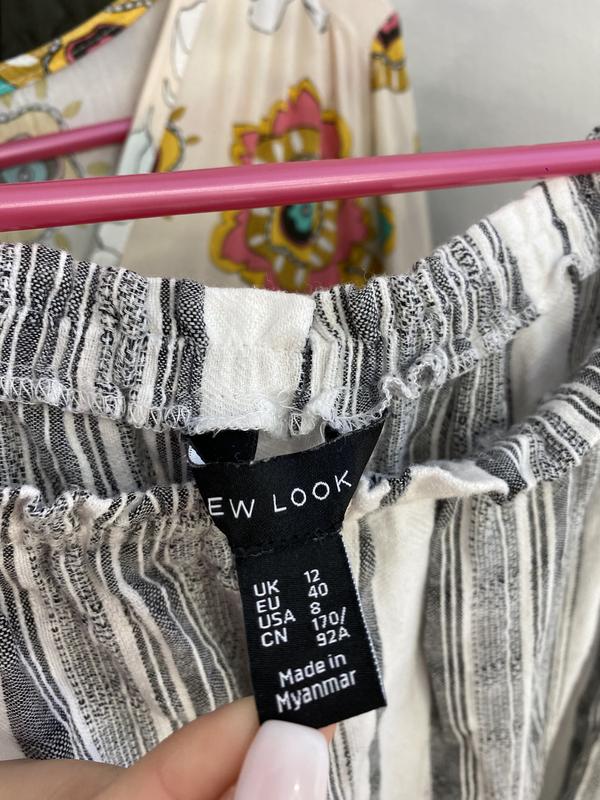 EW LOOK
UK 12
EU 40
USA 8
CN 170/
92A
Made in
Myanmar